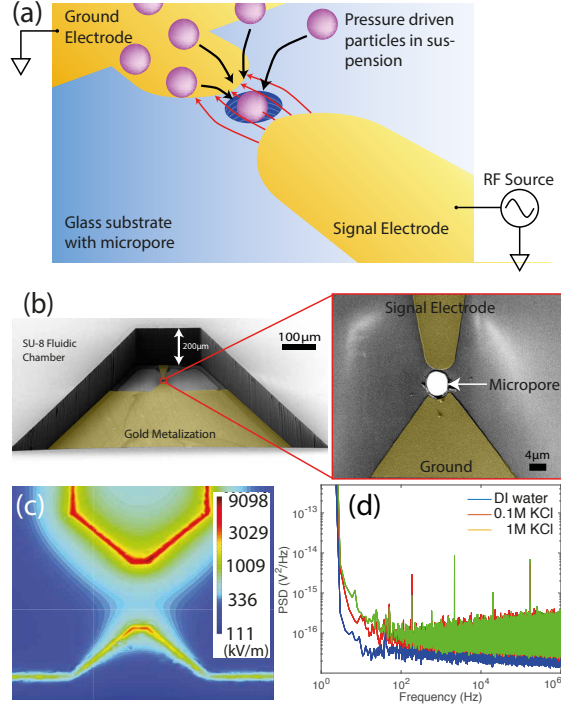 (a)
Ground
Electrode
Pressure driven
particles in sus-
pension
RF Source
Glass substrate
with micropore
Signal Electrode
(b)
SU-8 Fluidic
Chamber
200μm
100μm
Gold Metalization
Signal Electrode
Micropore
Ground
4μm
(c)
9098
3029
1009
336
111
(kV/m)
(d)
DI water
0.1M KCl
1M KCl
PSD (V²/Hz)
10⁻¹³
10⁻¹⁴
10⁻¹⁵
10⁻¹⁶
10⁰ 10² 10⁴ 10⁶
Frequency (Hz)